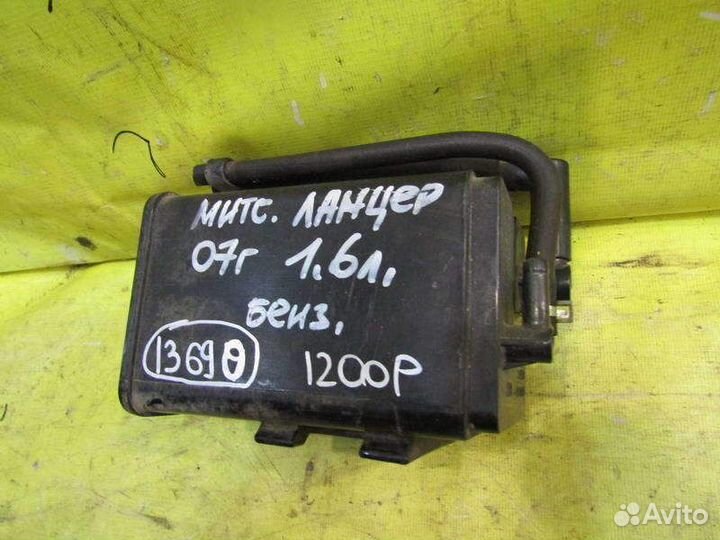 митс. ЛАНЦЕР
07г 1.6л.
бенз.
13690
1200Р
Avito